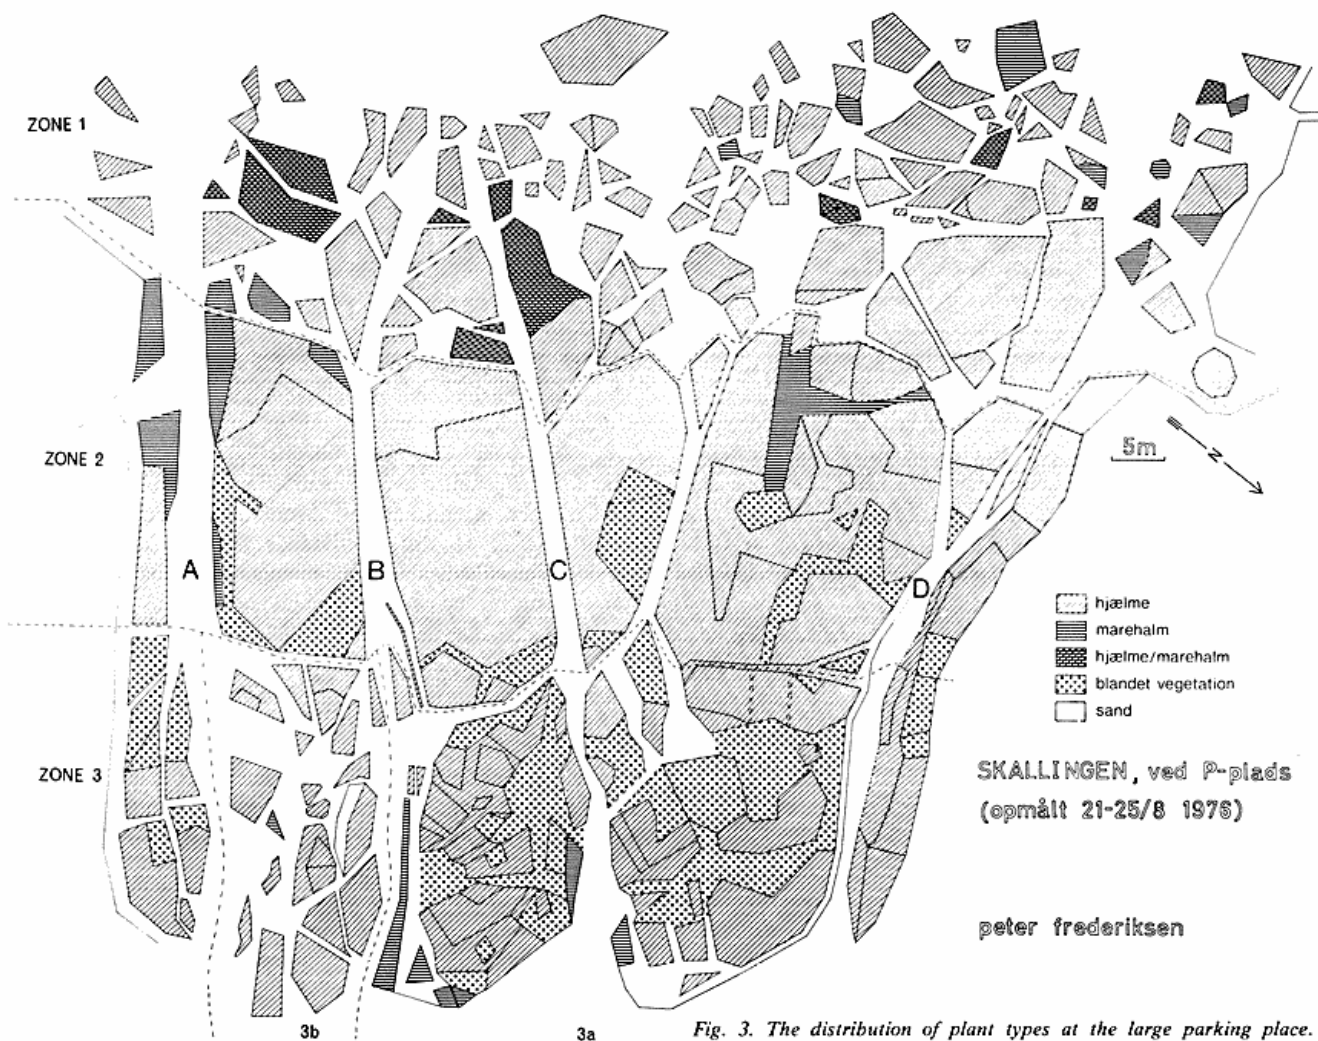 ZONE 1
ZONE 2
5m
N
A
B
C
D
hjælme
marehalm
hjælme/marehalm
blandet vegetation
sand
ZONE 3
SKALLINGEN, ved P-plads
(opmålt 21-25/8 1976)
peter frederiksen
3b
3a
Fig. 3. The distribution of plant types at the large parking place.